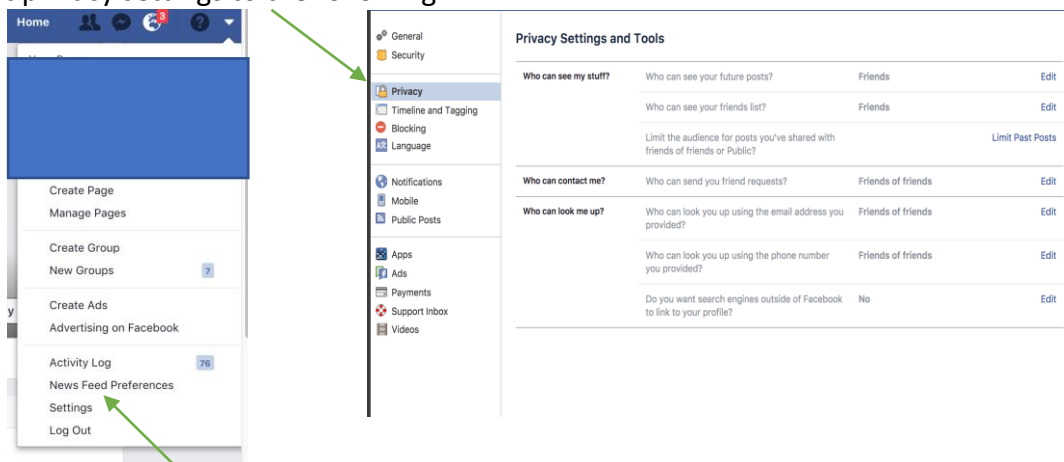 Home 3
Create Page
Manage Pages
Create Group
New Groups 7
Create Ads
Advertising on Facebook
Activity Log 76
News Feed Preferences
Settings
Log Out
General
Security
Privacy
Timeline and Tagging
Blocking
Language
Notifications
Mobile
Public Posts
Apps
Ads
Payments
Support Inbox
Videos
Privacy Settings and Tools
Who can see my stuff? Who can see your future posts? Friends Edit
Who can see your friends list? Friends Edit
Limit the audience for posts you've shared with Limit Past Posts
friends of friends or Public?
Who can contact me? Who can send you friend requests? Friends of friends Edit
Who can look me up? Who can look you up using the email address you Friends of friends Edit
provided?
Who can look you up using the phone number Friends of friends Edit
you provided?
Do you want search engines outside of Facebook No Edit
to link to your profile?